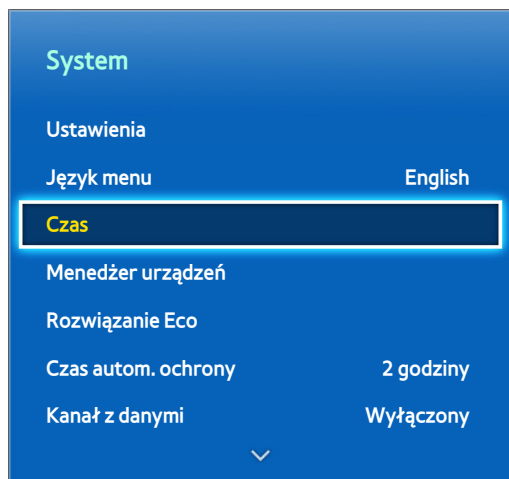 System
Ustawienia
Język menu English
Czas
Menedżer urządzeń
Rozwiązanie Eco
Czas autom. ochrony 2 godziny
Kanał z danymi Wyłączony